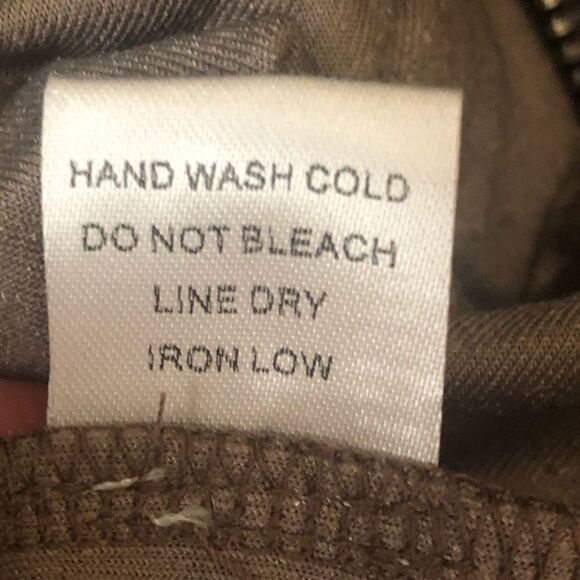 HAND WASH COLD
DO NOT BLEACH
LINE DRY
IRON LOW